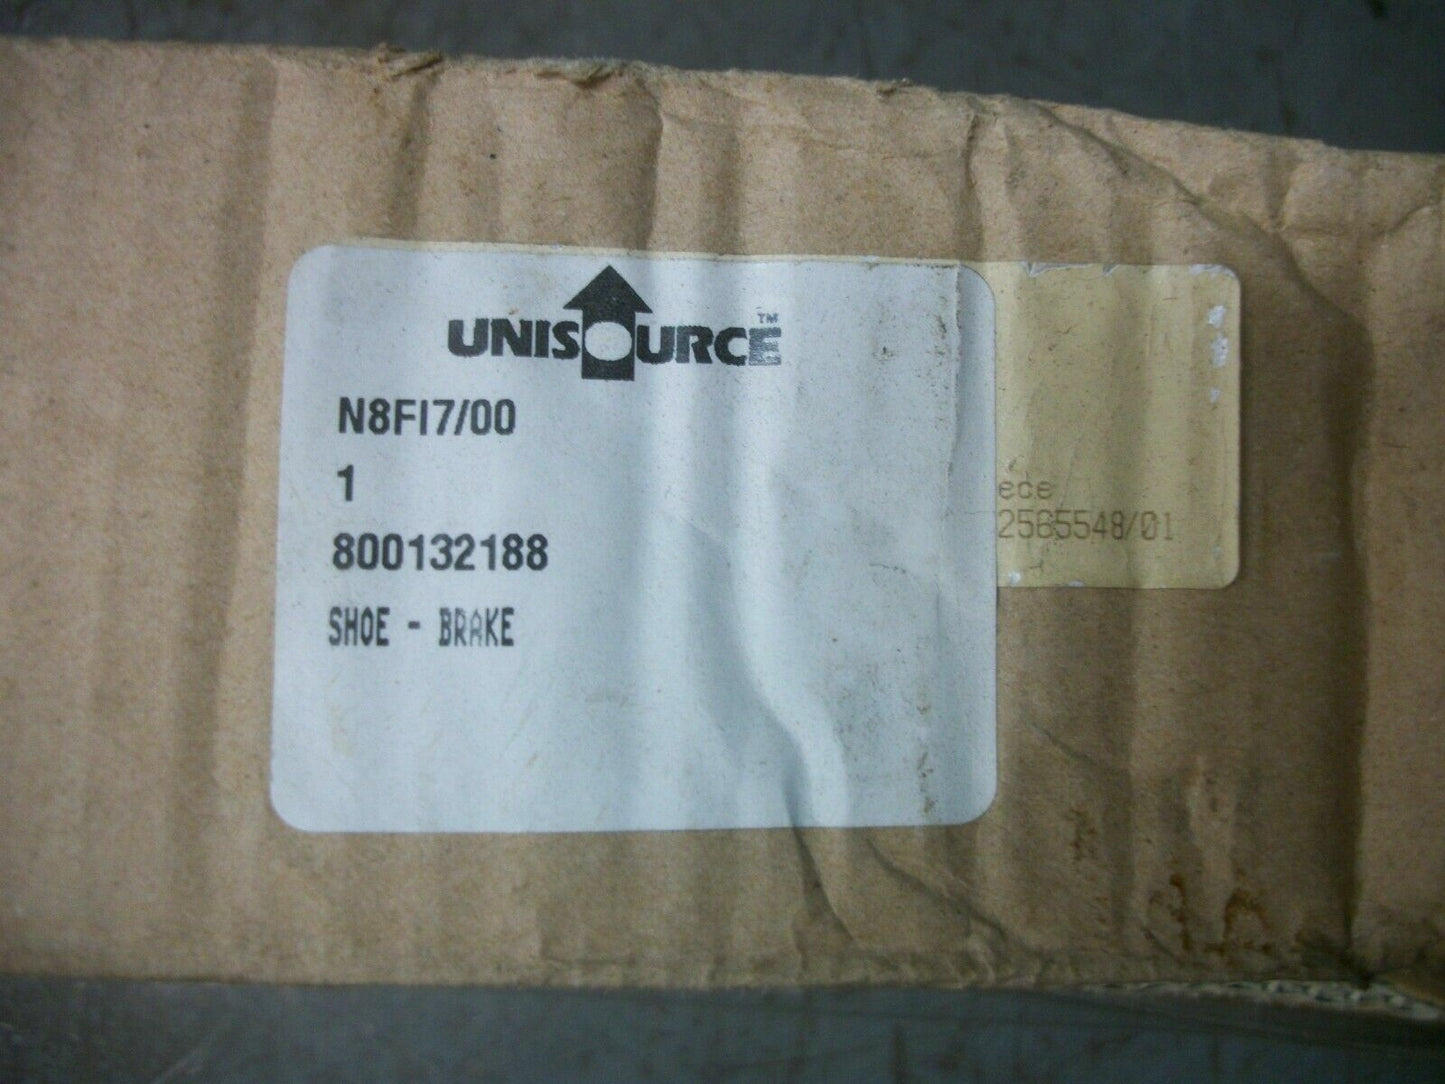 UNISOURCE™
N8FI7/00
1
800132188
SHOE - BRAKE
ece
2565548/01